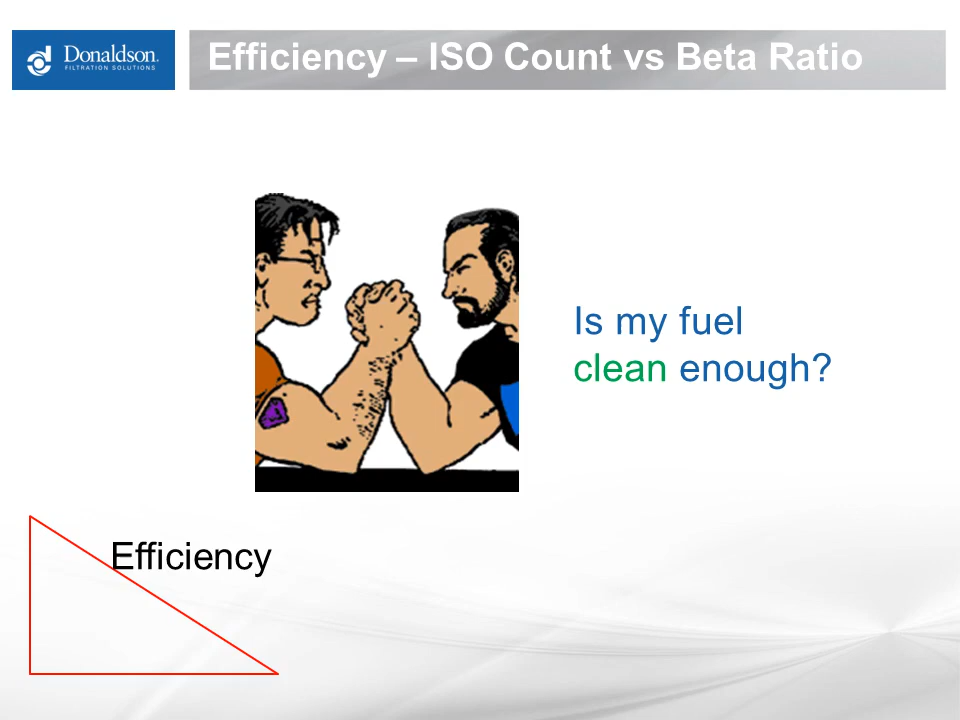 Donaldson.
FILTRATION SOLUTIONS
Efficiency – ISO Count vs Beta Ratio
Is my fuel
clean enough?
Efficiency